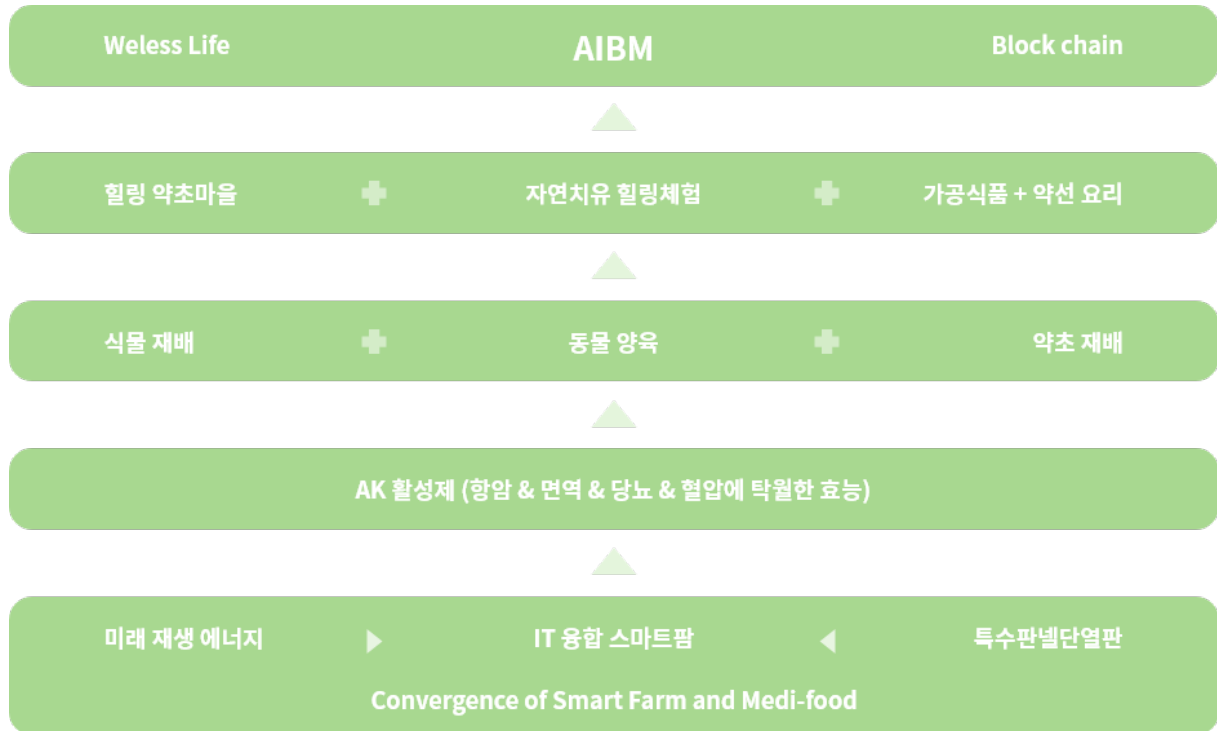 Weless Life AIBM Block chain
힐링 약초마을 + 자연치유 힐링체험 + 가공식품 + 약선 요리
식물 재배 + 동물 양육 + 약초 재배
AK 활성제 (항암 & 면역 & 당뇨 & 혈압에 탁월한 효능)
미래 재생 에너지 IT 융합 스마트팜 특수판넬단열판
Convergence of Smart Farm and Medi-food